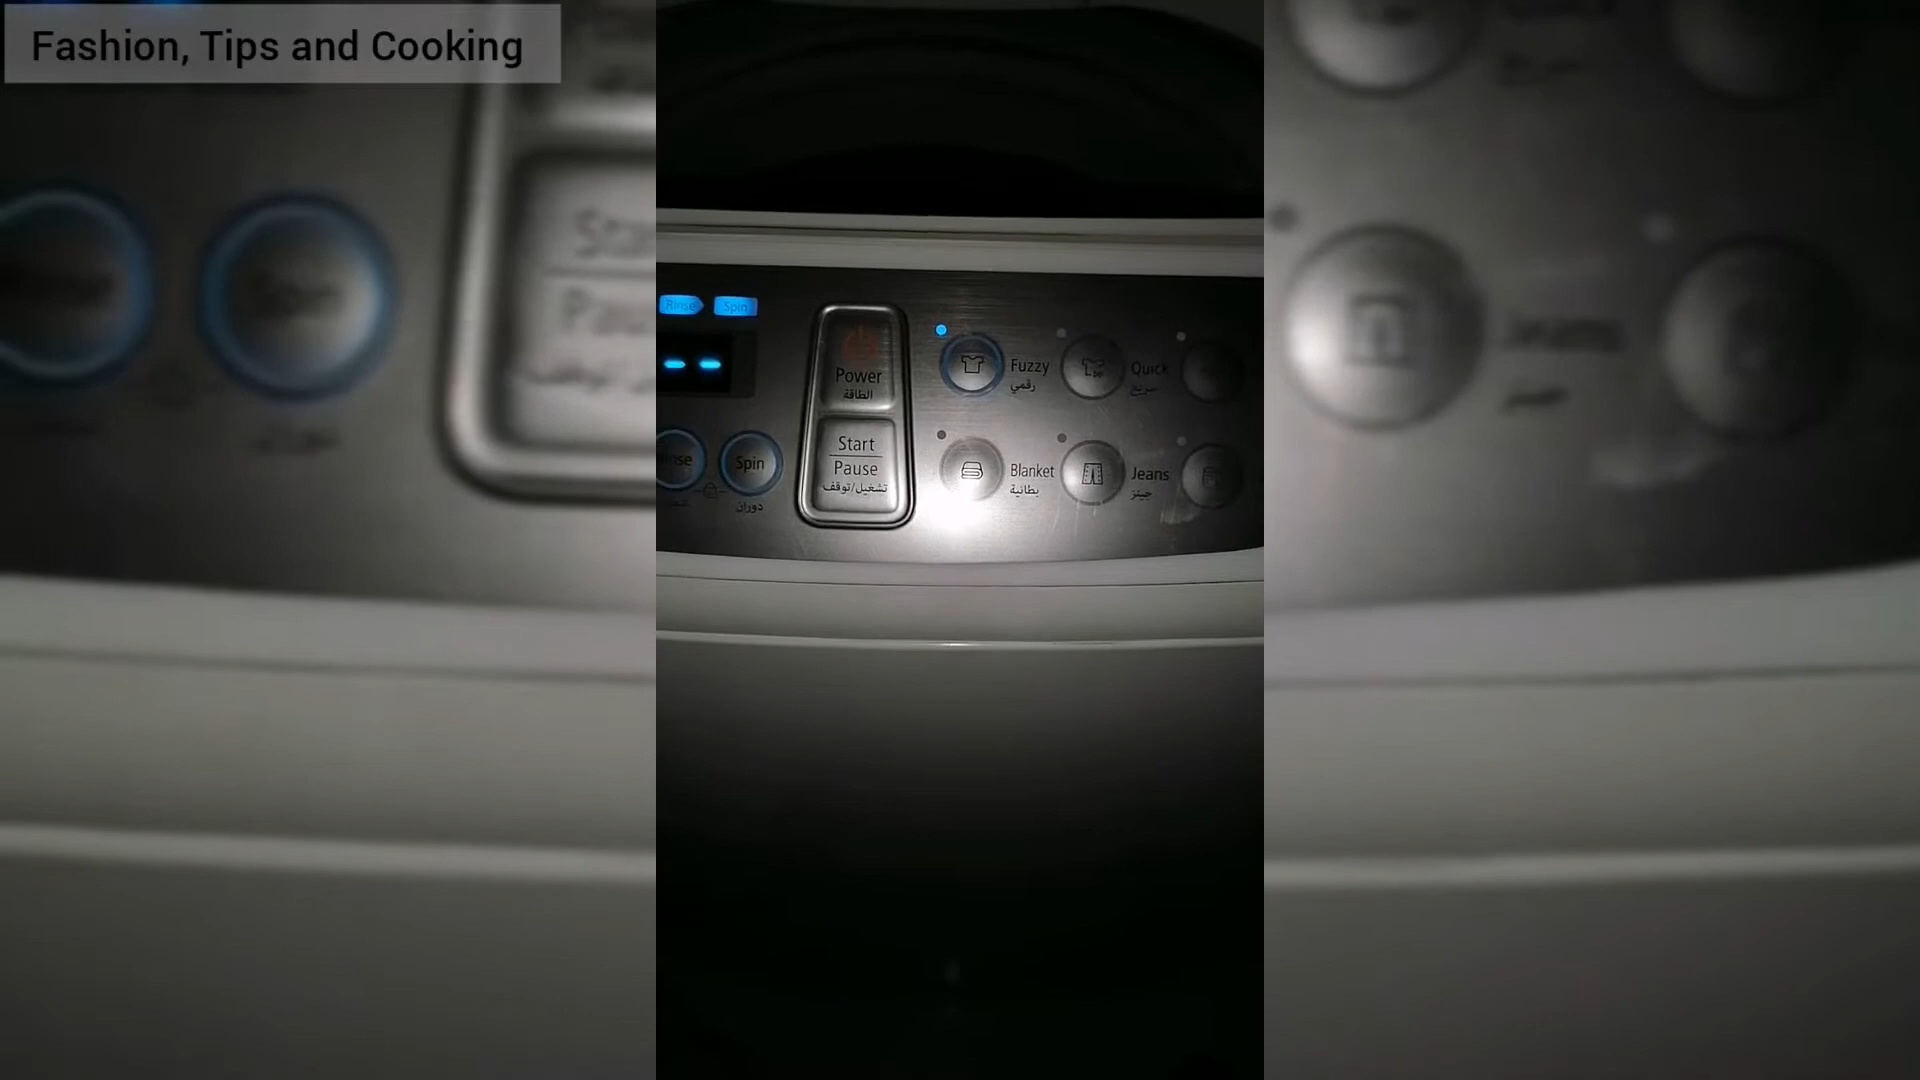 Fashion, Tips and Cooking
Rinse
Spin
Power
الطاقة
Start
Pause
تشغيل/توقف
Spin
دوران
Fuzzy
رقمي
Quick
سريع
Blanket
بطانية
Jeans
جينز